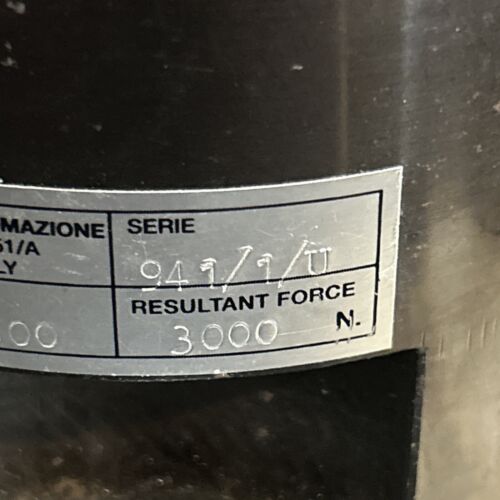 MAZIONE
51/A
LY
SERIE
941/1/U
.00
RESULTANT FORCE
3000 N.